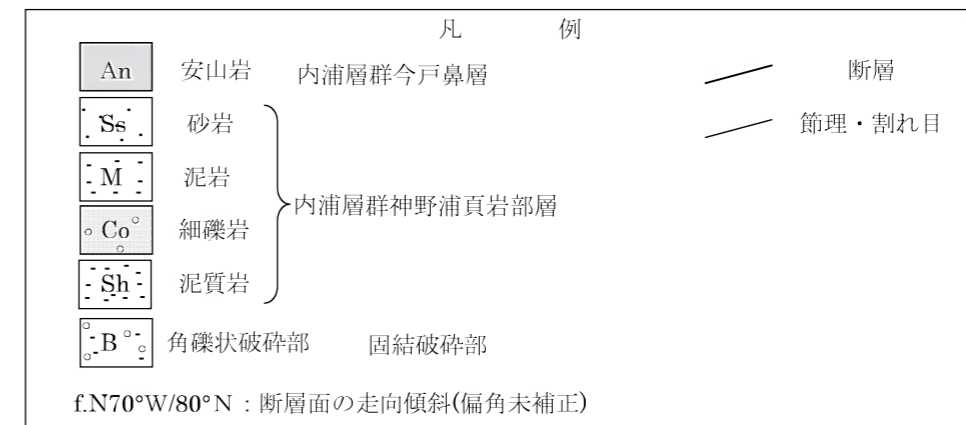 凡 例
An 安山岩 内浦層群今戸鼻層 断層
Ss 砂岩 節理・割れ目
M 泥岩
内浦層群神野浦頁岩部層
Co 細礫岩
Sh 泥質岩
B 角礫状破砕部 固結破砕部
f.N70°W/80°N：断層面の走向傾斜(偏角未補正)